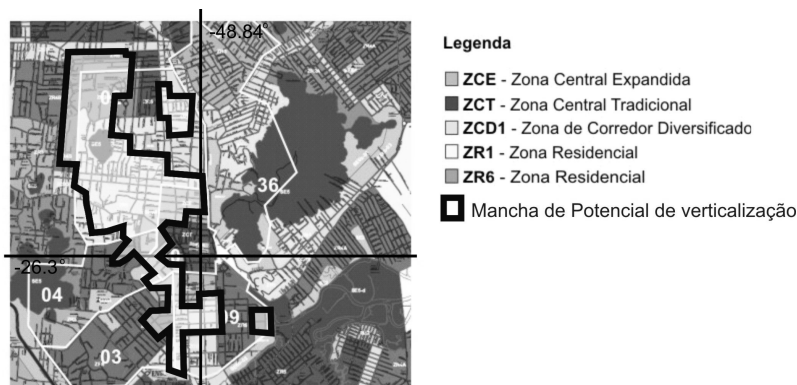 -48.84°
36
-26.3°
04
09
03
Legenda
ZCE - Zona Central Expandida
ZCT - Zona Central Tradicional
ZCD1 - Zona de Corredor Diversificado
ZR1 - Zona Residencial
ZR6 - Zona Residencial
Mancha de Potencial de verticalização